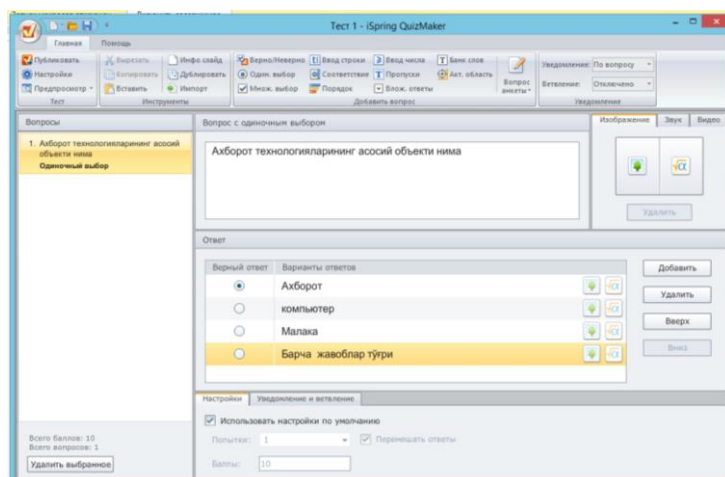 Тест 1 - iSpring QuizMaker
Главная Помощь
Публиковать Вырезать Инфо слайд Верно/Неверно Ввод строки Ввод числа Банк слов Уведомление: По вопросу
Настройки Копировать Дублировать Один. выбор Соответствие Пропуски Акт. область
Предпросмотр Вставить Импорт Множ. выбор Порядок Влож. ответы Вопрос анкеты Ветвление: Отключено
Тест Инструменты Добавить вопрос Уведомление
Вопросы
1. Ахборот технологияларининг асосий
объекти нима
Одиночный выбор
Вопрос с одиночным выбором
Ахборот технологияларининг асосий объекти нима
Изображение Звук Видео
Удалить
Ответ
Верный ответ Варианты ответов
Ахборот
компьютер
Малака
Барча жавоблар тўғри
Добавить
Удалить
Вверх
Вниз
Настройки Уведомление и ветвление
Использовать настройки по умолчанию
Попытки: 1 Перемешать ответы
Баллы: 10
Всего баллов: 10
Всего вопросов: 1
Удалить выбранное